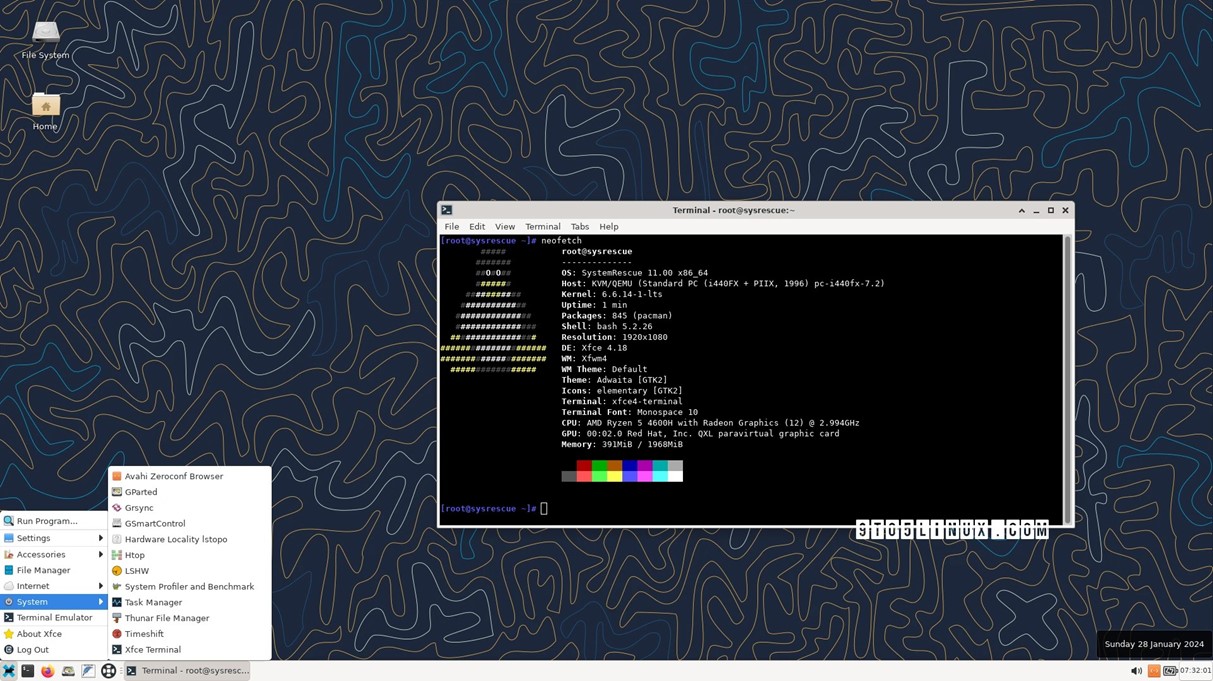 File System
Home
Terminal - root@sysrescue:~
File Edit View Terminal Tabs Help
[root@sysrescue ~]# neofetch
root@sysrescue
--------------
OS: SystemRescue 11.00 x86_64
Host: KVM/QEMU (Standard PC (i440FX + PIIX, 1996) pc-i440fx-7.2)
Kernel: 6.6.14-1-lts
Uptime: 1 min
Packages: 845 (pacman)
Shell: bash 5.2.26
Resolution: 1920x1080
DE: Xfce 4.18
WM: Xfwm4
WM Theme: Default
Theme: Adwaita [GTK2]
Icons: elementary [GTK2]
Terminal: xfce4-terminal
Terminal Font: Monospace 10
CPU: AMD Ryzen 5 4600H with Radeon Graphics (12) @ 2.994GHz
GPU: 00:02.0 Red Hat, Inc. QXL paravirtual graphic card
Memory: 391MiB / 1968MiB
[root@sysrescue ~]#
9TO5LINUX.COM
Avahi Zeroconf Browser
GParted
Grsync
GSmartControl
Hardware Locality lstopo
Htop
LSHW
System Profiler and Benchmark
Task Manager
Thunar File Manager
Timeshift
Xfce Terminal
Run Program...
Settings
Accessories
File Manager
Internet
System
Terminal Emulator
About Xfce
Log Out
Sunday 28 January 2024
Terminal - root@sysresc...
07:32:01